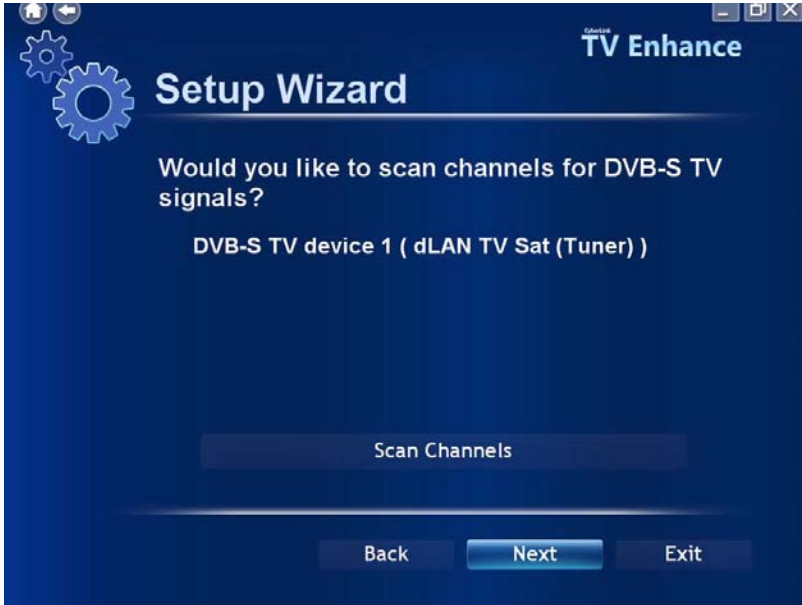 CyberLink
TV Enhance
Setup Wizard
Would you like to scan channels for DVB-S TV
signals?
DVB-S TV device 1 ( dLAN TV Sat (Tuner) )
Scan Channels
Back Next Exit